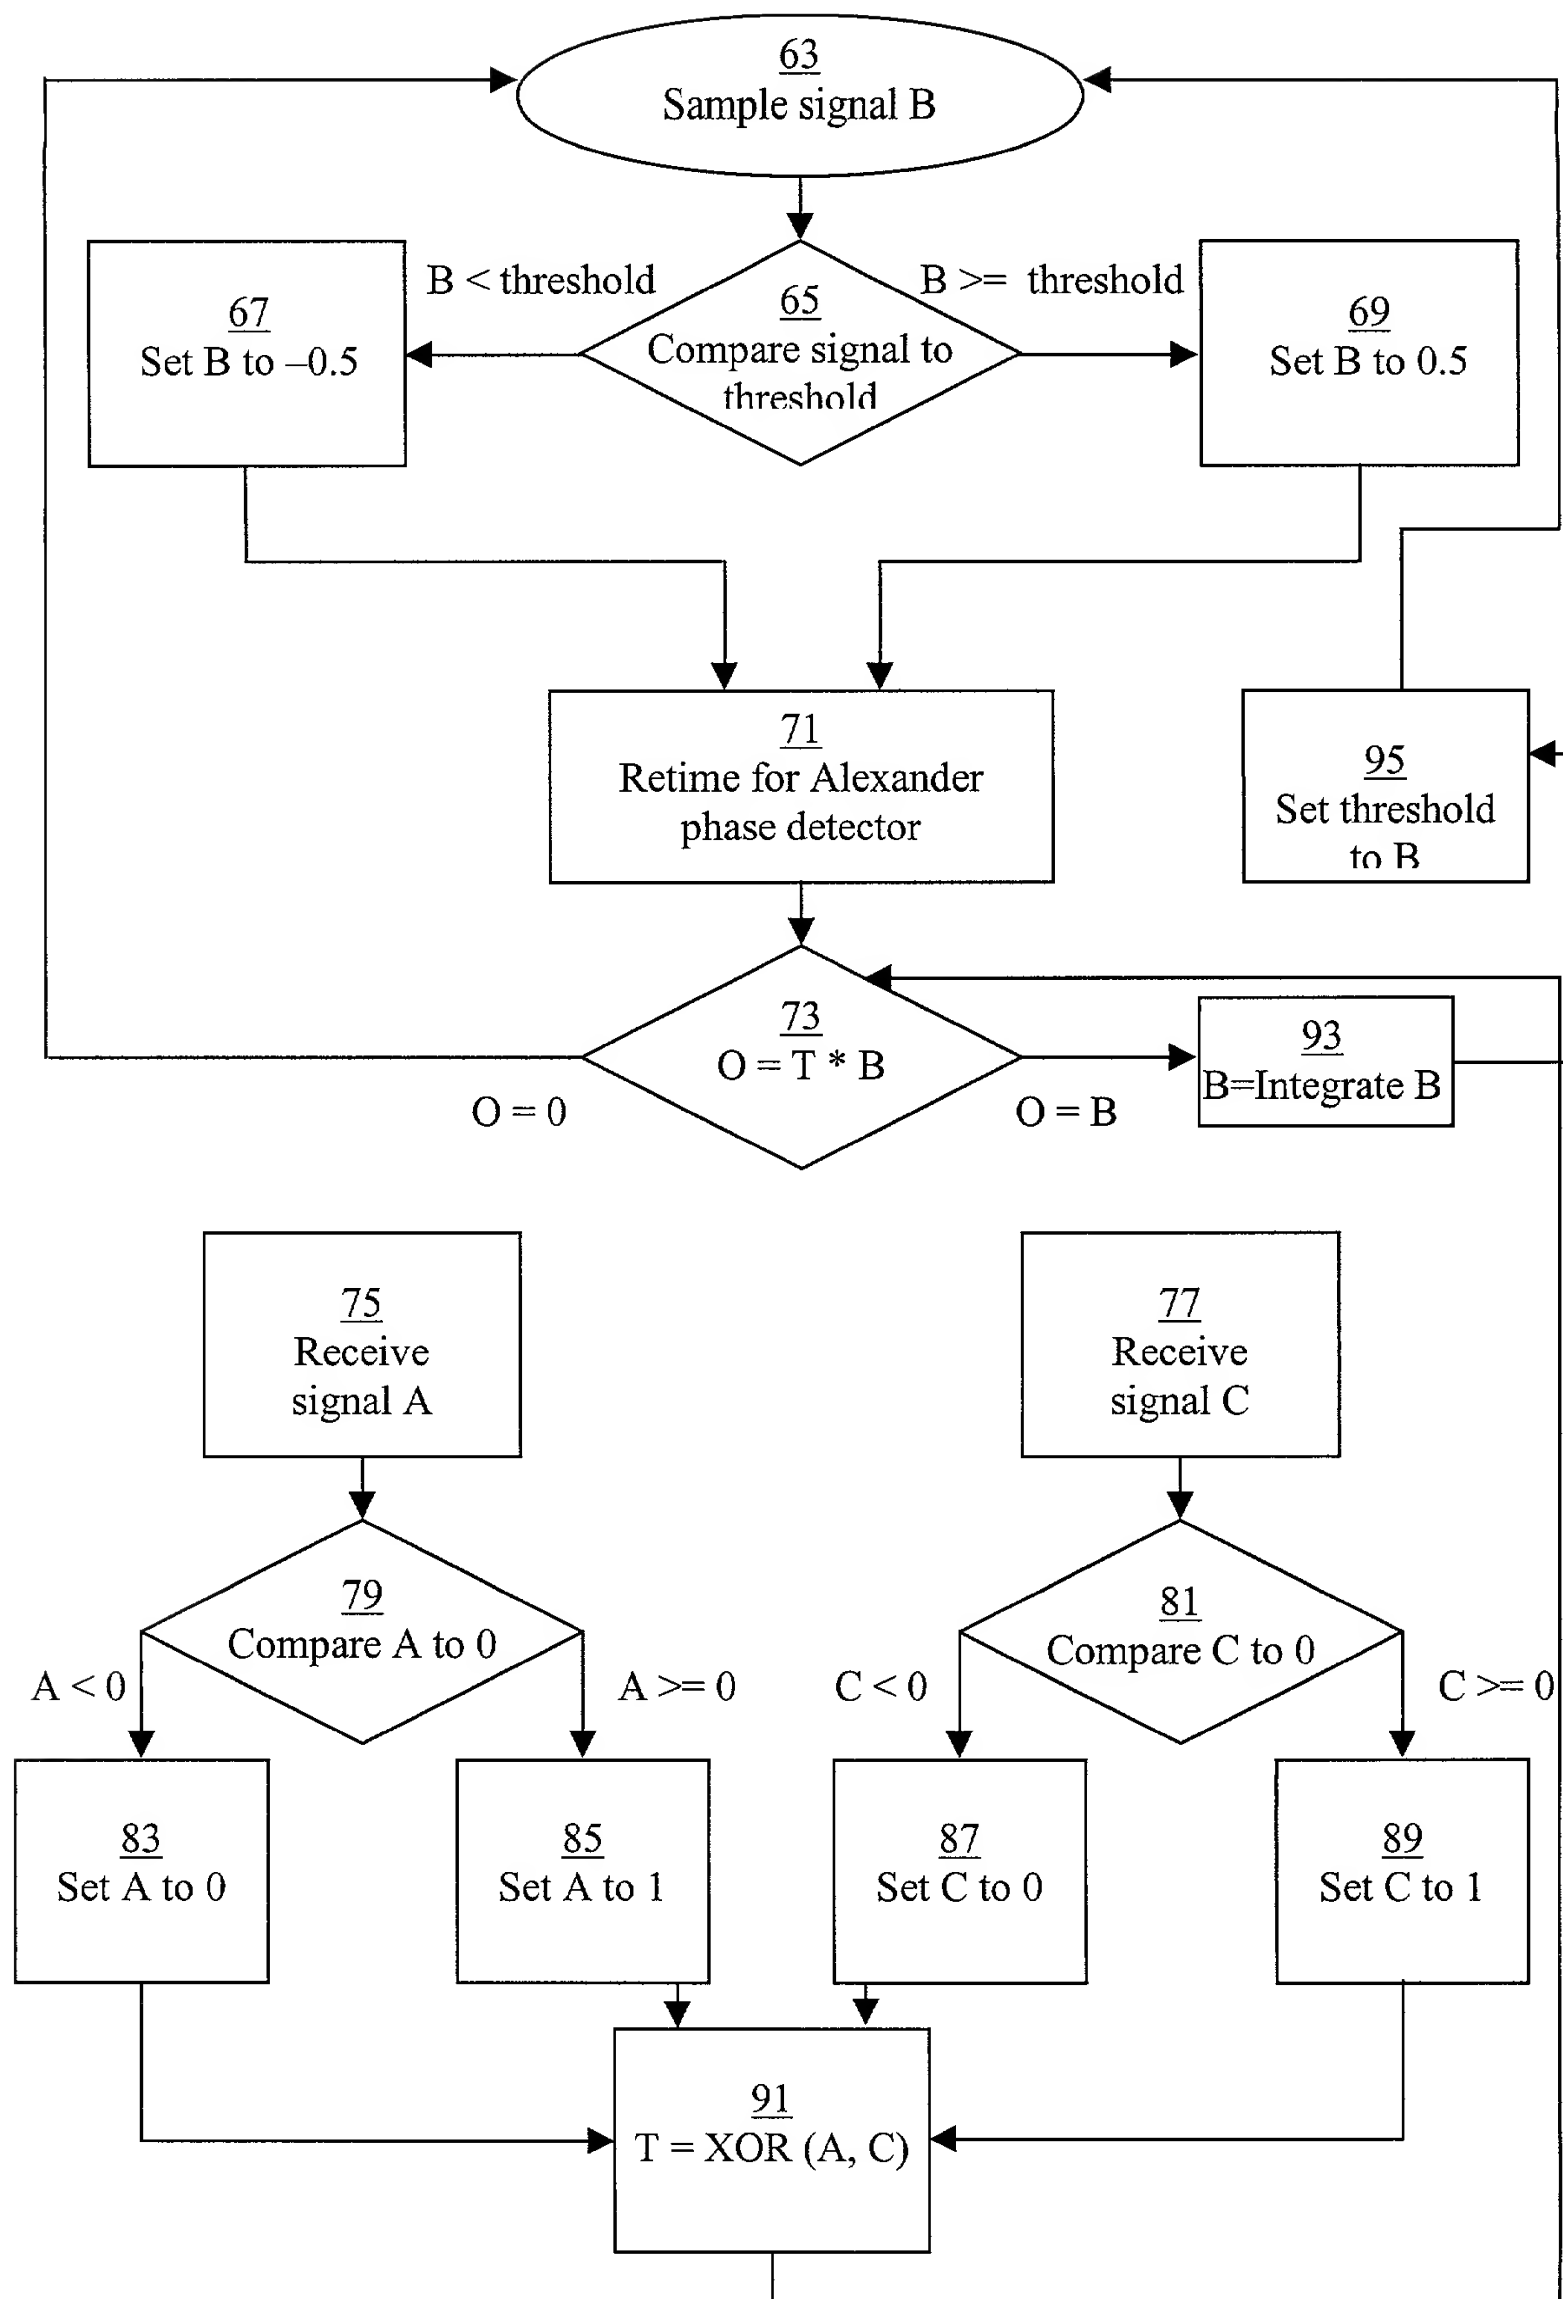 63
Sample signal B
B < threshold
B >= threshold
67
Set B to –0.5
65
Compare signal to
threshold
69
Set B to 0.5
71
Retime for Alexander
phase detector
95
Set threshold
to B
73
O = T * B
O = 0
O = B
93
B=Integrate B
75
Receive
signal A
77
Receive
signal C
79
Compare A to 0
A < 0
A >= 0
81
Compare C to 0
C < 0
C >= 0
83
Set A to 0
85
Set A to 1
87
Set C to 0
89
Set C to 1
91
T = XOR (A, C)